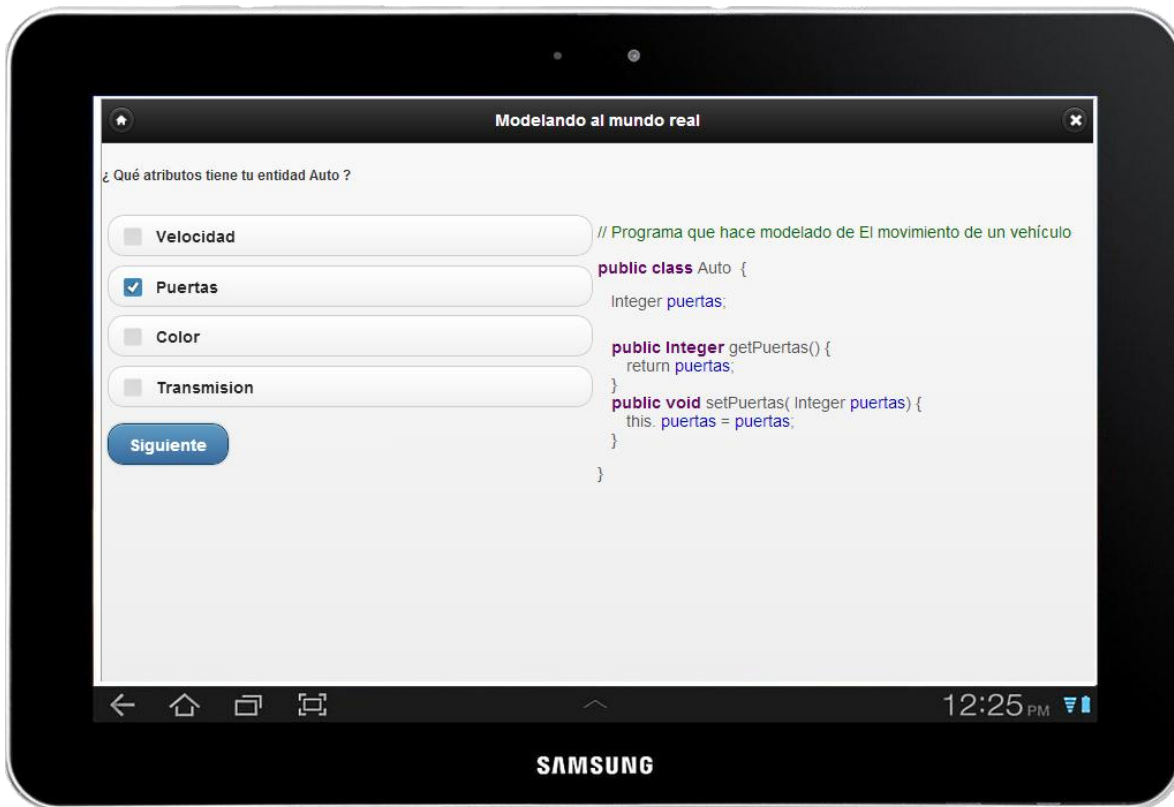 Modelando al mundo real
¿ Qué atributos tiene tu entidad Auto ?
Velocidad
Puertas
Color
Transmision
Siguiente
// Programa que hace modelado de El movimiento de un vehículo
public class Auto {
Integer puertas;
public Integer getPuertas() {
return puertas;
}
public void setPuertas( Integer puertas) {
this. puertas = puertas;
}
}
12:25 PM
SAMSUNG